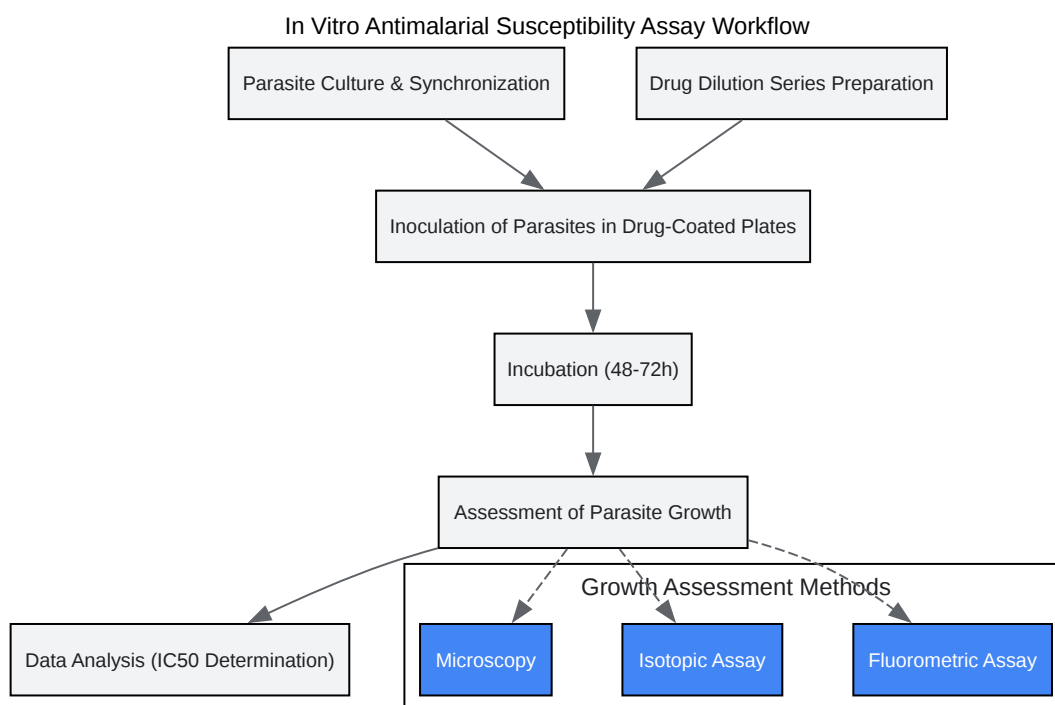 In Vitro Antimalarial Susceptibility Assay Workflow
Parasite Culture & Synchronization
Drug Dilution Series Preparation
Inoculation of Parasites in Drug-Coated Plates
Incubation (48-72h)
Assessment of Parasite Growth
Growth Assessment Methods
Data Analysis (IC50 Determination)
Microscopy
Isotopic Assay
Fluorometric Assay